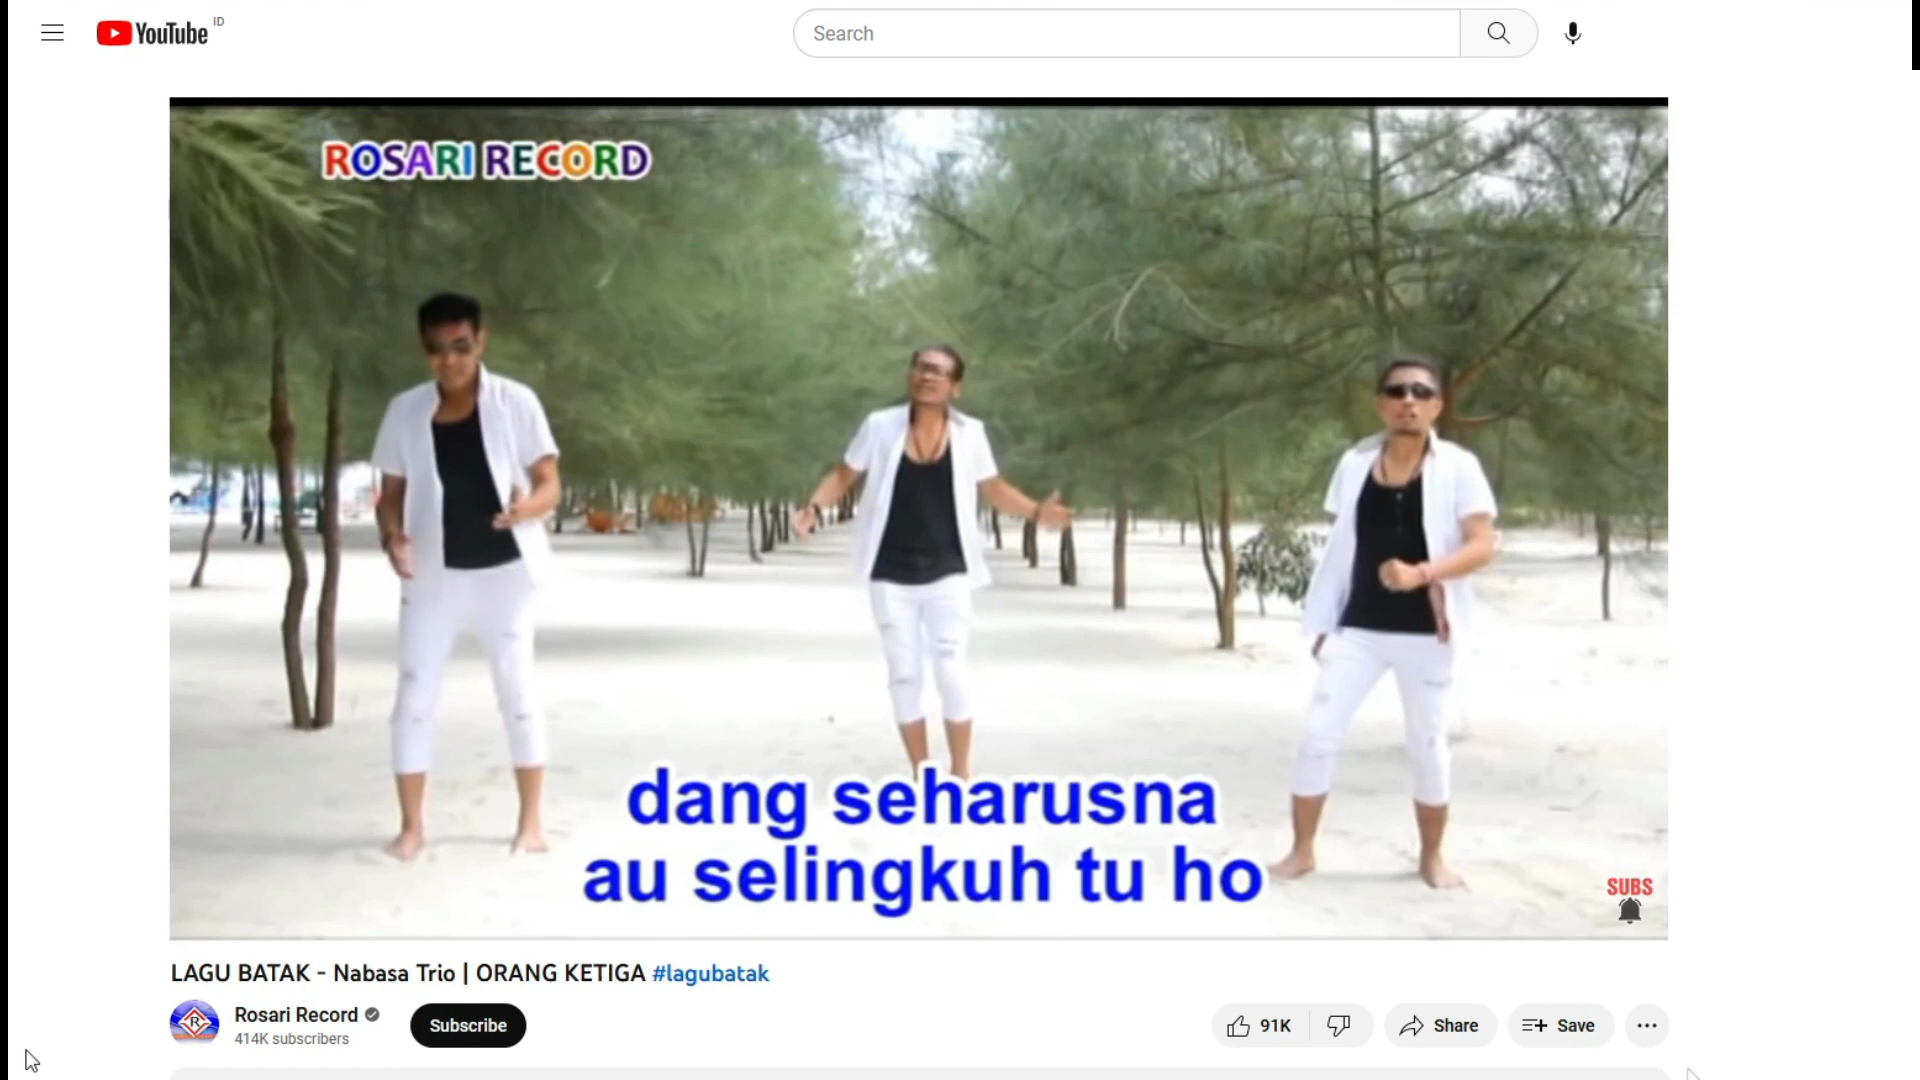 YouTube ID
Search
ROSARI RECORD
dang seharusna
au selingkuh tu ho
SUBS
LAGU BATAK - Nabasa Trio | ORANG KETIGA #lagubatak
Rosari Record
414K subscribers
Subscribe
91K
Share
Save